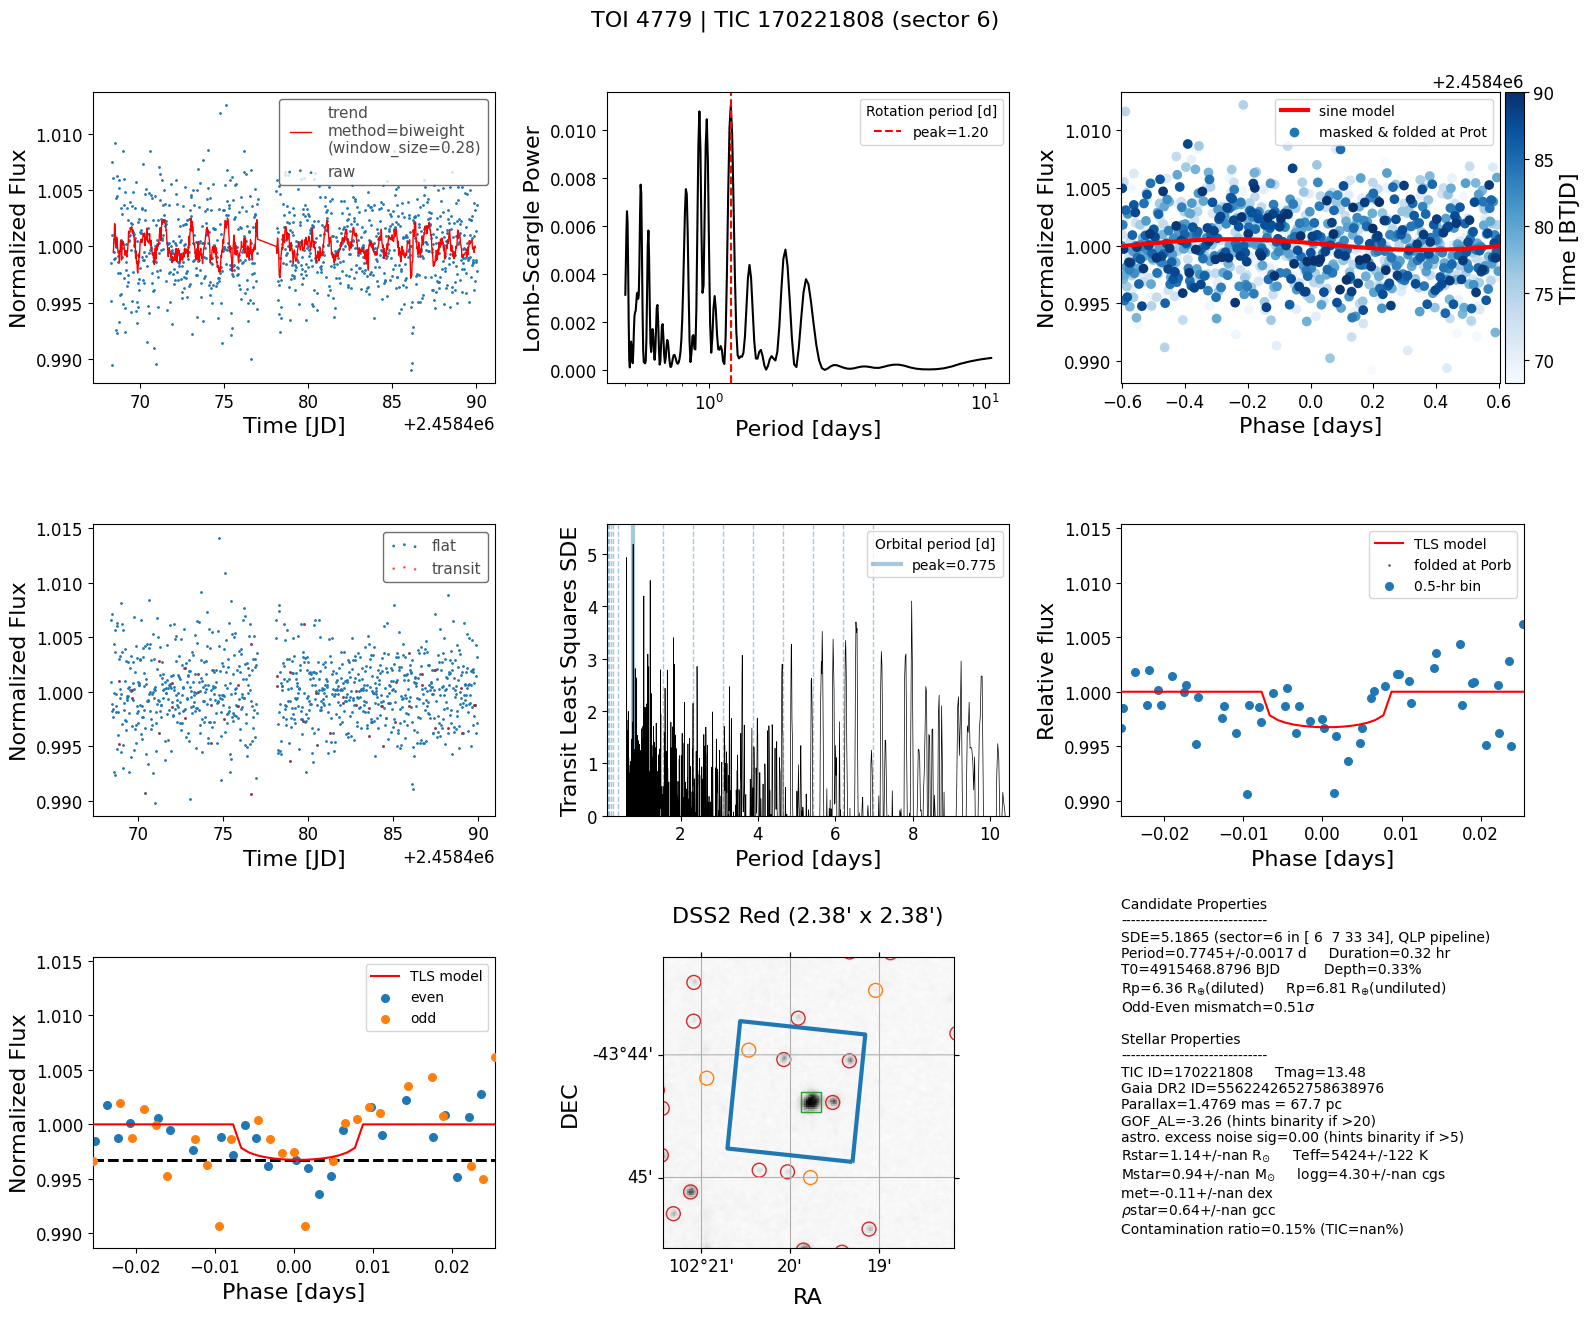 TOI 4779 | TIC 170221808 (sector 6)
Normalized Flux
1.010
1.005
1.000
0.995
0.990
trend
method=biweight
(window_size=0.28)
raw
70 75 80 85 90
Time [JD]
+2.4584e6
Lomb-Scargle Power
0.010
0.008
0.006
0.004
0.002
0.000
Rotation period [d]
peak=1.20
10⁰ 10¹
Period [days]
Normalized Flux
1.010
1.005
1.000
0.995
0.990
sine model
masked & folded at Prot
−0.6 −0.4 −0.2 0.0 0.2 0.4 0.6
Phase [days]
+2.4584e6
90
85
80
75
70
Time [BTJD]
Normalized Flux
1.015
1.010
1.005
1.000
0.995
0.990
flat
transit
70 75 80 85 90
Time [JD]
+2.4584e6
Transit Least Squares SDE
5
4
3
2
1
0
Orbital period [d]
peak=0.775
2 4 6 8 10
Period [days]
Relative flux
1.015
1.010
1.005
1.000
0.995
0.990
TLS model
folded at Porb
0.5-hr bin
−0.02 −0.01 0.00 0.01 0.02
Phase [days]
Normalized Flux
1.015
1.010
1.005
1.000
0.995
0.990
TLS model
even
odd
−0.02 −0.01 0.00 0.01 0.02
Phase [days]
DSS2 Red (2.38' x 2.38')
DEC
-43°44'
45'
102°21' 20' 19'
RA
Candidate Properties
------------------------------
SDE=5.1865 (sector=6 in [ 6  7 33 34], QLP pipeline)
Period=0.7745+/-0.0017 d     Duration=0.32 hr
T0=4915468.8796 BJD          Depth=0.33%
Rp=6.36 R⊕(diluted)     Rp=6.81 R⊕(undiluted)
Odd-Even mismatch=0.51σ
Stellar Properties
------------------------------
TIC ID=170221808     Tmag=13.48
Gaia DR2 ID=5562242652758638976
Parallax=1.4769 mas = 67.7 pc
GOF_AL=-3.26 (hints binarity if >20)
astro. excess noise sig=0.00 (hints binarity if >5)
Rstar=1.14+/-nan R⊙     Teff=5424+/-122 K
Mstar=0.94+/-nan M⊙     logg=4.30+/-nan cgs
met=-0.11+/-nan dex
ρstar=0.64+/-nan gcc
Contamination ratio=0.15% (TIC=nan%)